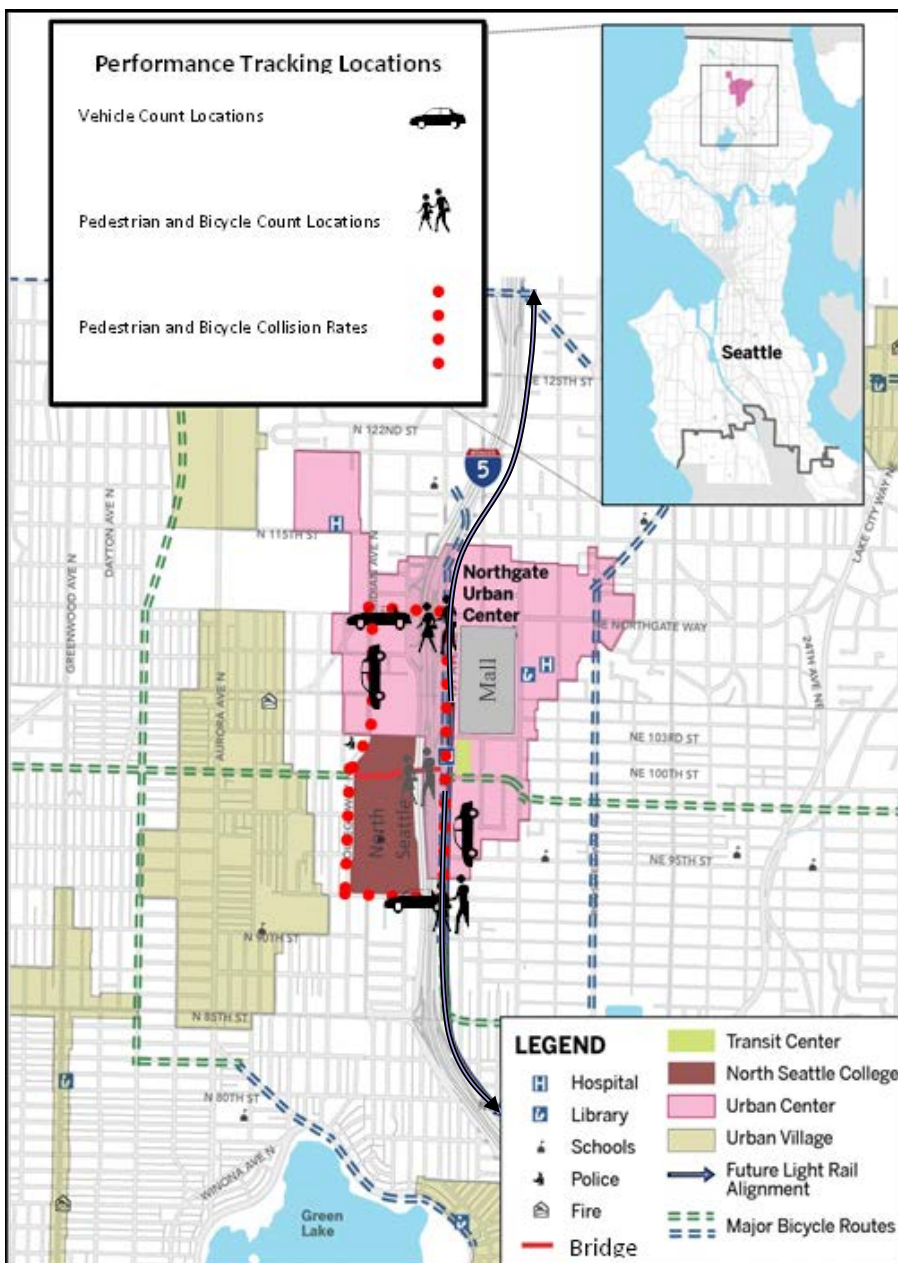 Performance Tracking Locations
Vehicle Count Locations
Pedestrian and Bicycle Count Locations
Pedestrian and Bicycle Collision Rates
Seattle
NE 125TH ST
N 122ND ST
5
LAKE CITY WAY NE
DAYTON AVE N
GREENWOOD AVE N
N 115TH ST
Northgate
Urban
Center
NE NORTHGATE WAY
24TH AVE NE
Mall
AURORA AVE N
NE 103RD ST
NE 100TH ST
North
Seattle
NE 95TH ST
N 90TH ST
N 85TH ST
N 80TH ST
WINONA AVE N
Green
Lake
LEGEND
H Hospital
Library
Schools
Police
Fire
Bridge
Transit Center
North Seattle College
Urban Center
Urban Village
Future Light Rail
Alignment
Major Bicycle Routes